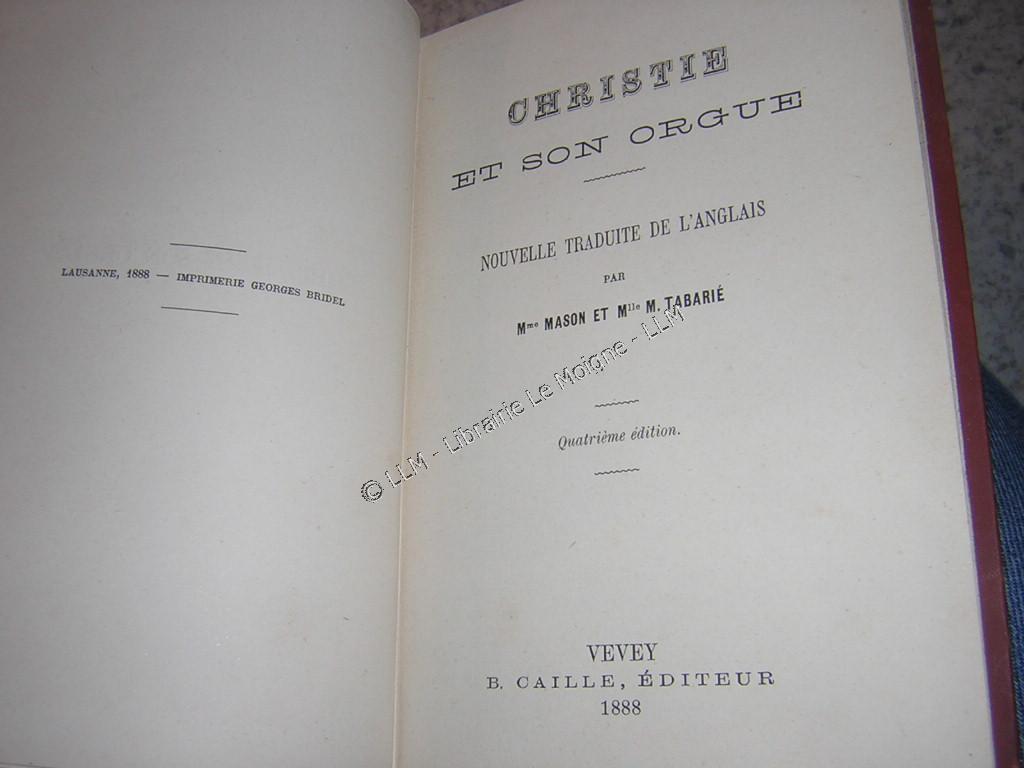 LAUSANNE, 1888 — IMPRIMERIE GEORGES BRIDEL
CHRISTIE
ET SON ORGUE
NOUVELLE TRADUITE DE L'ANGLAIS
PAR
Mme MASON ET Mlle M. TABARIÉ
Quatrième édition.
VEVEY
B. CAILLE, ÉDITEUR
1888
© LLM - Librairie Le Moigne - LLM